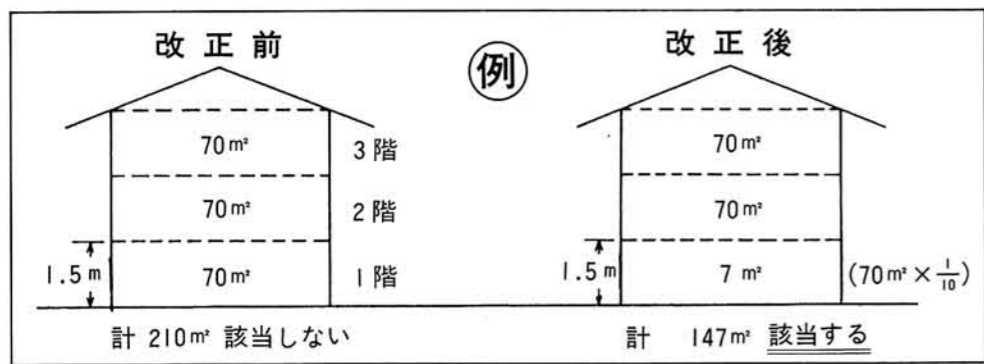 改正前
例
改正後
70m² 3階
70m² 2階
1.5m 70m² 1階
計 210m² 該当しない
70m²
70m²
1.5m 7m² (70m² × 1/10)
計 147m² 該当する